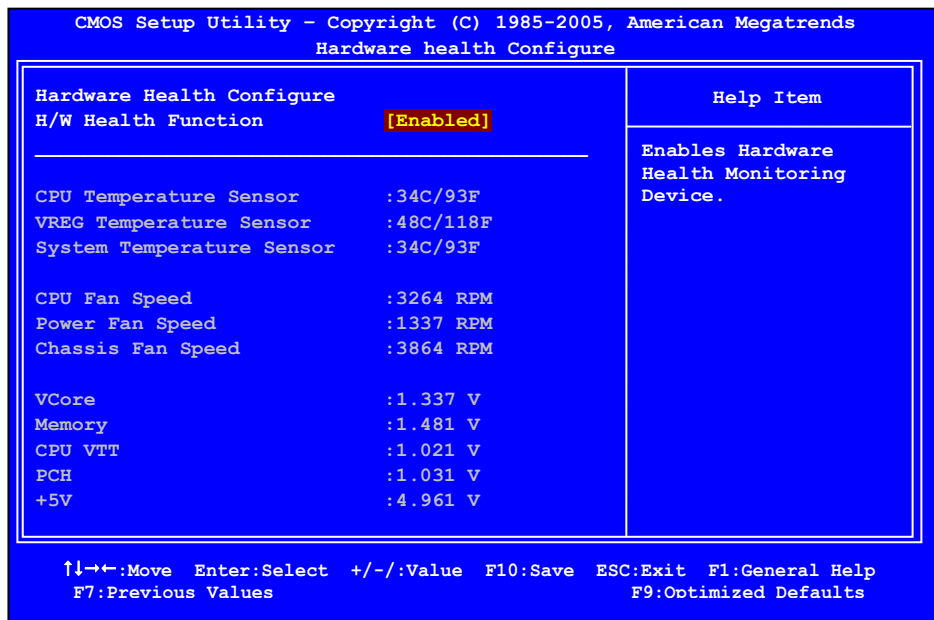 CMOS Setup Utility – Copyright (C) 1985-2005, American Megatrends
Hardware health Configure
Hardware Health Configure
H/W Health Function [Enabled]
CPU Temperature Sensor :34C/93F
VREG Temperature Sensor :48C/118F
System Temperature Sensor :34C/93F
CPU Fan Speed :3264 RPM
Power Fan Speed :1337 RPM
Chassis Fan Speed :3864 RPM
VCore :1.337 V
Memory :1.481 V
CPU VTT :1.021 V
PCH :1.031 V
+5V :4.961 V
Help Item
Enables Hardware
Health Monitoring
Device.
↑↓→←:Move Enter:Select +/-/:Value F10:Save ESC:Exit F1:General Help
F7:Previous Values F9:Optimized Defaults